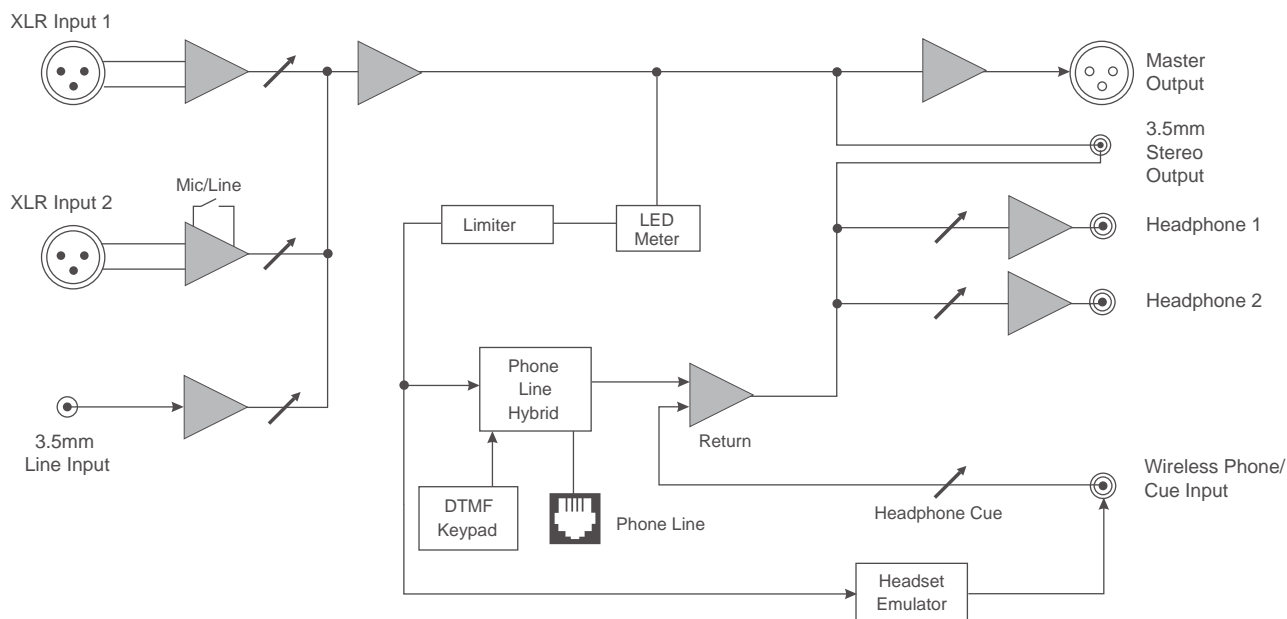 XLR Input 1
Master
Output
3.5mm
Stereo
Output
Mic/Line
XLR Input 2
Limiter
LED
Meter
Headphone 1
Headphone 2
Phone
Line
Hybrid
Return
3.5mm
Line Input
DTMF
Keypad
Phone Line
Headphone Cue
Wireless Phone/
Cue Input
Headset
Emulator